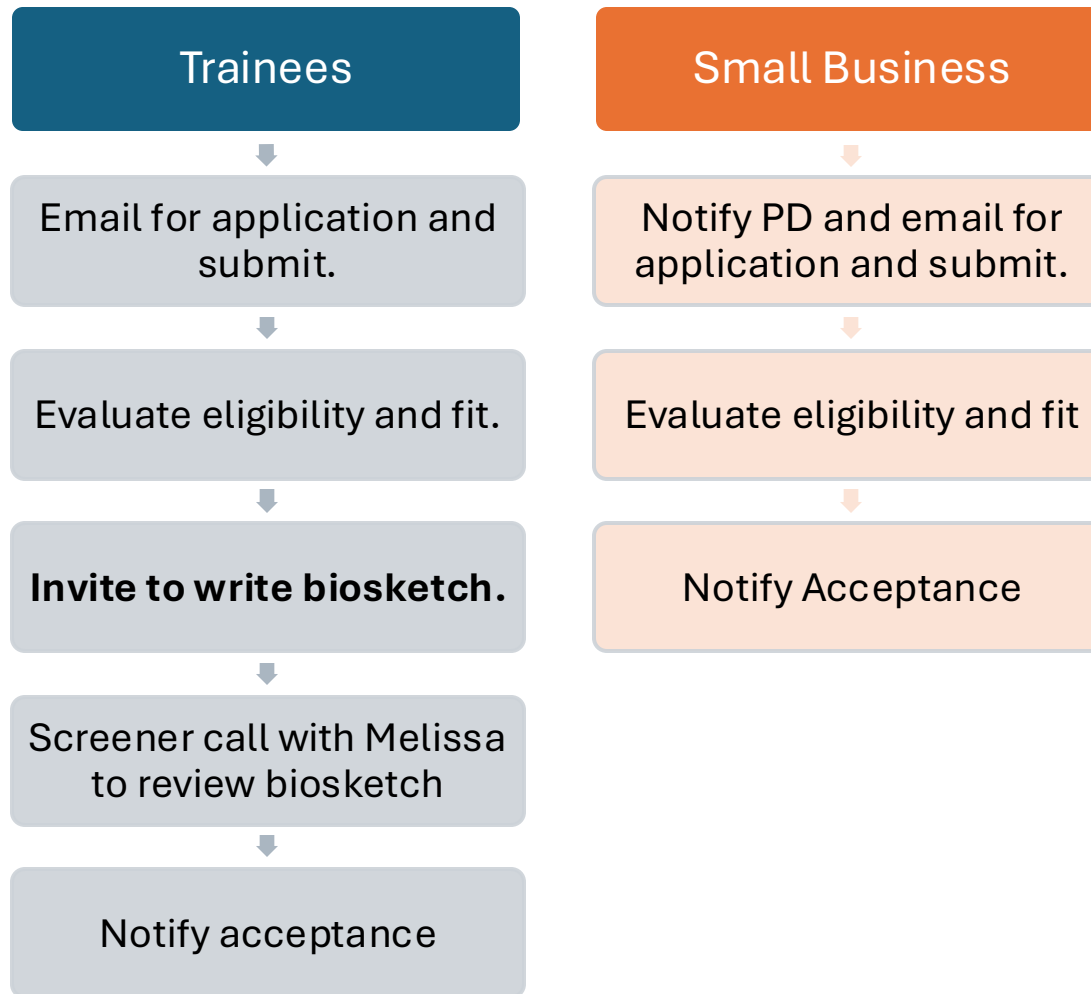 Trainees
Email for application and
submit.
Evaluate eligibility and fit.
Invite to write biosketch.
Screener call with Melissa
to review biosketch
Notify acceptance
Small Business
Notify PD and email for
application and submit.
Evaluate eligibility and fit
Notify Acceptance